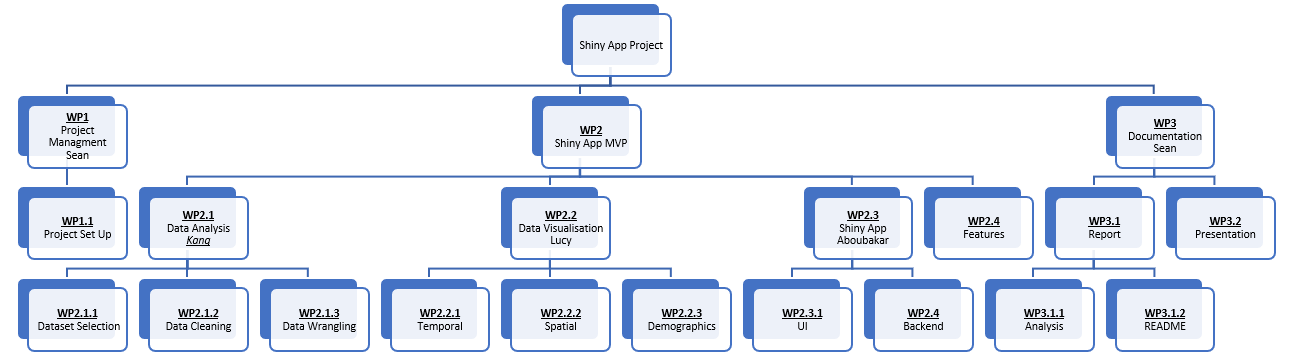 Shiny App Project
WP1
Project
Managment
Sean
WP2
Shiny App MVP
WP3
Documentation
Sean
WP1.1
Project Set Up
WP2.1
Data Analysis
Kang
WP2.2
Data Visualisation
Lucy
WP2.3
Shiny App
Aboubakar
WP2.4
Features
WP3.1
Report
WP3.2
Presentation
WP2.1.1
Dataset Selection
WP2.1.2
Data Cleaning
WP2.1.3
Data Wrangling
WP2.2.1
Temporal
WP2.2.2
Spatial
WP2.2.3
Demographics
WP2.3.1
UI
WP2.4
Backend
WP3.1.1
Analysis
WP3.1.2
README